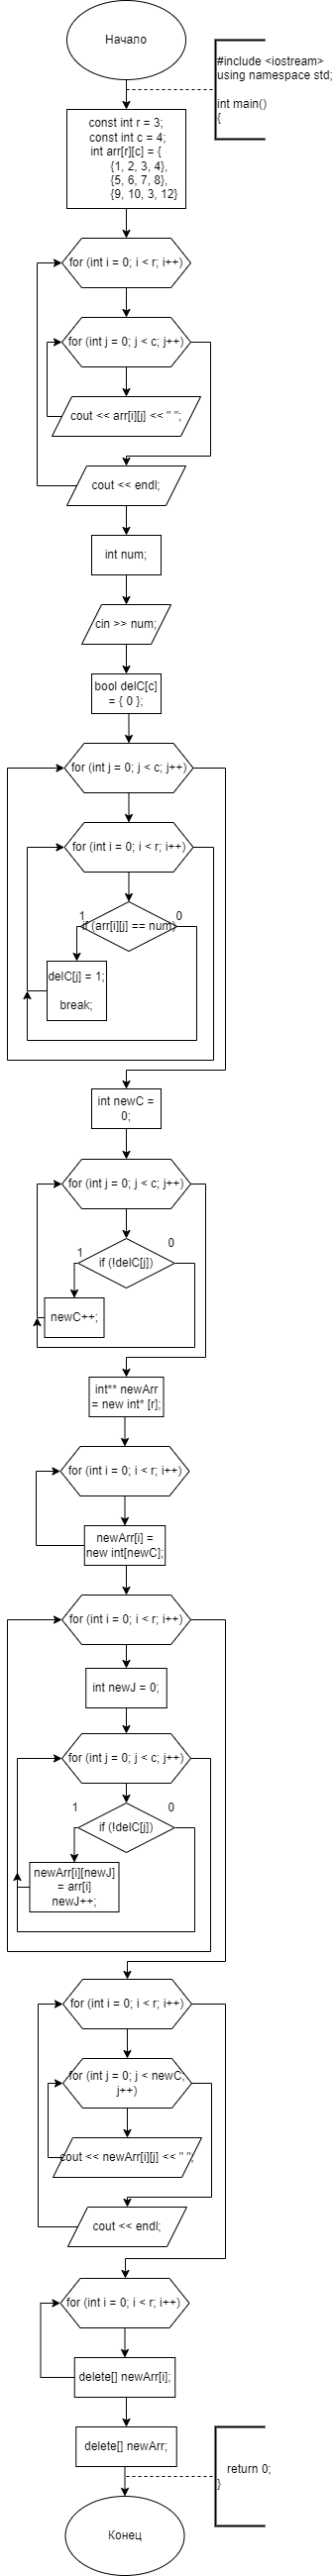 Начало
#include <iostream>
using namespace std;
int main()
{
const int r = 3;
const int c = 4;
int arr[r][c] = {
{1, 2, 3, 4},
{5, 6, 7, 8},
{9, 10, 3, 12}
for (int i = 0; i < r; i++)
for (int j = 0; j < c; j++)
cout << arr[i][j] << " ";
cout << endl;
int num;
cin >> num;
bool delC[c]
= { 0 };
for (int j = 0; j < c; j++)
for (int i = 0; i < r; i++)
1
0
if (arr[i][j] == num)
delC[j] = 1;
break;
int newC =
0;
for (int j = 0; j < c; j++)
1
0
if (!delC[j])
newC++;
int** newArr
= new int* [r];
for (int i = 0; i < r; i++)
newArr[i] =
new int[newC];
for (int i = 0; i < r; i++)
int newJ = 0;
for (int j = 0; j < c; j++)
1
0
if (!delC[j])
newArr[i][newJ]
= arr[i]
newJ++;
for (int i = 0; i < r; i++)
for (int j = 0; j < newC;
j++)
cout << newArr[i][j] << " ";
cout << endl;
for (int i = 0; i < r; i++)
delete[] newArr[i];
delete[] newArr;
return 0;
}
Конец